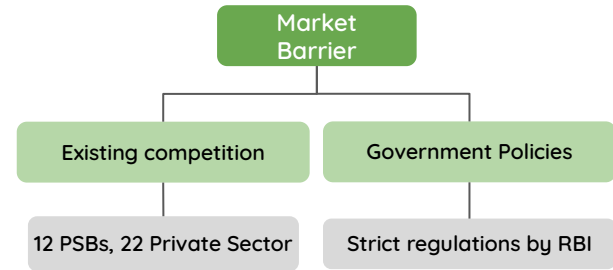 Market
Barrier
Existing competition
Government Policies
12 PSBs, 22 Private Sector
Strict regulations by RBI